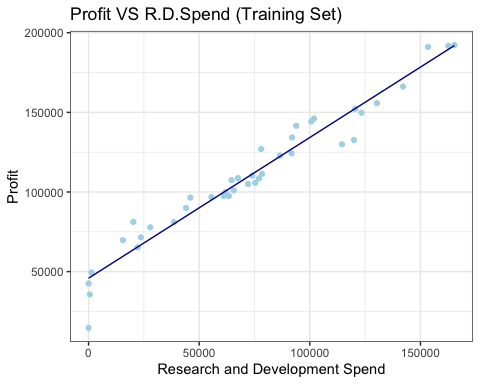 Profit VS R.D.Spend (Training Set)
200000
150000
100000
50000
Profit
0
50000
100000
150000
Research and Development Spend